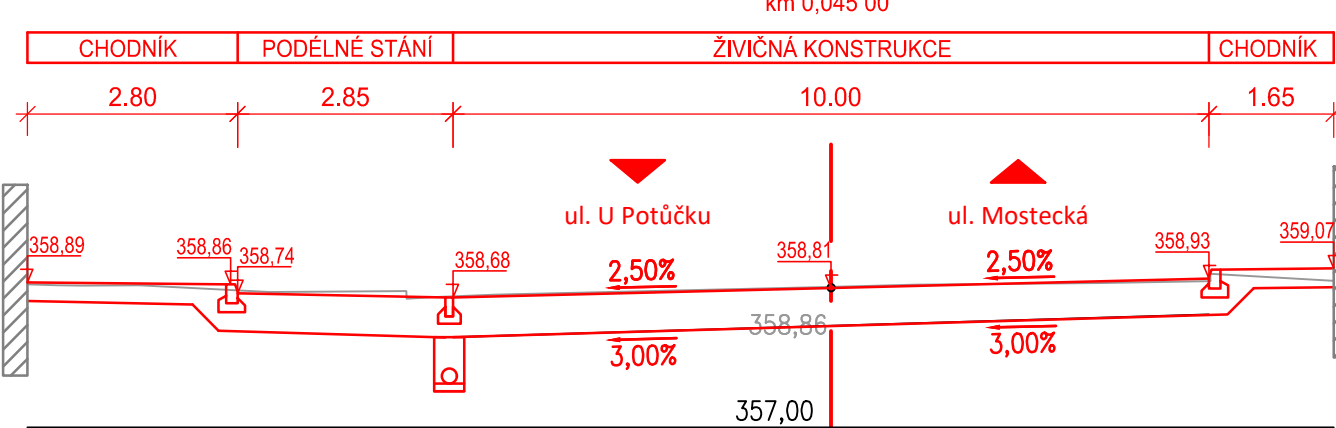 km 0,045 00
CHODNÍK PODÉLNÉ STÁNÍ ŽIVIČNÁ KONSTRUKCE CHODNÍK
2.80 2.85 10.00 1.65
ul. U Potůčku ul. Mostecká
358,89 358,86 358,74 358,68 358,81 358,93 359,07
2,50% 2,50%
358,86
3,00% 3,00%
357,00